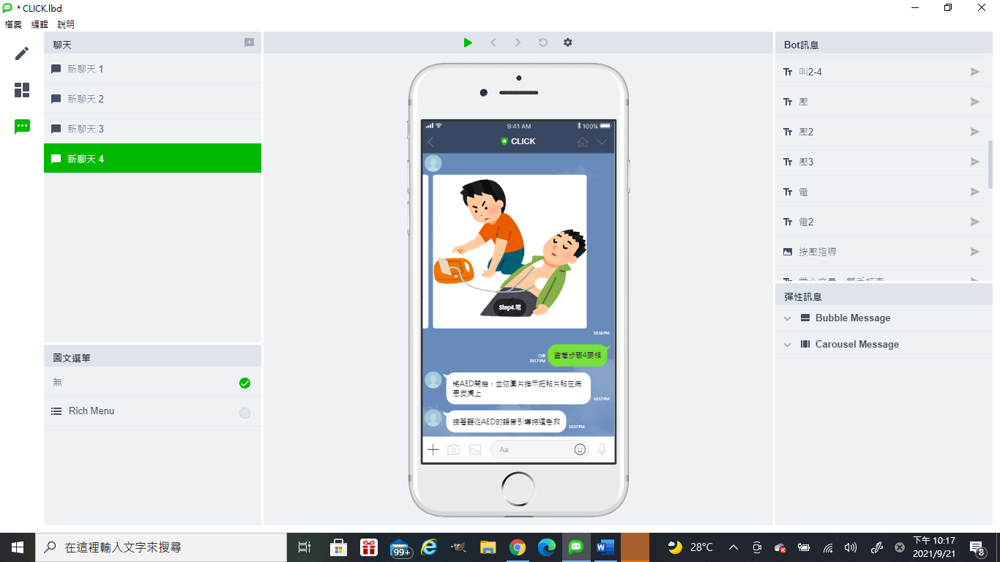 * CLICK.lbd
檔案 編輯 說明
聊天
新聊天 1
新聊天 2
新聊天 3
新聊天 4
圖文選單
無
Rich Menu
9:41 AM
100%
CLICK
Step4.電
10:16 PM
查看步驟4要領
已讀
10:17 PM
將AED開機，並依圖片指示把貼片貼在病
患皮膚上
10:17 PM
接著聽從AED的語音引導持續急救
10:17 PM
Aa
Bot訊息
叫2-4
壓
壓2
壓3
電
電2
按壓指導
彈性訊息
Bubble Message
Carousel Message
在這裡輸入文字來搜尋
99+
28°C
下午 10:17
2021/9/21
8